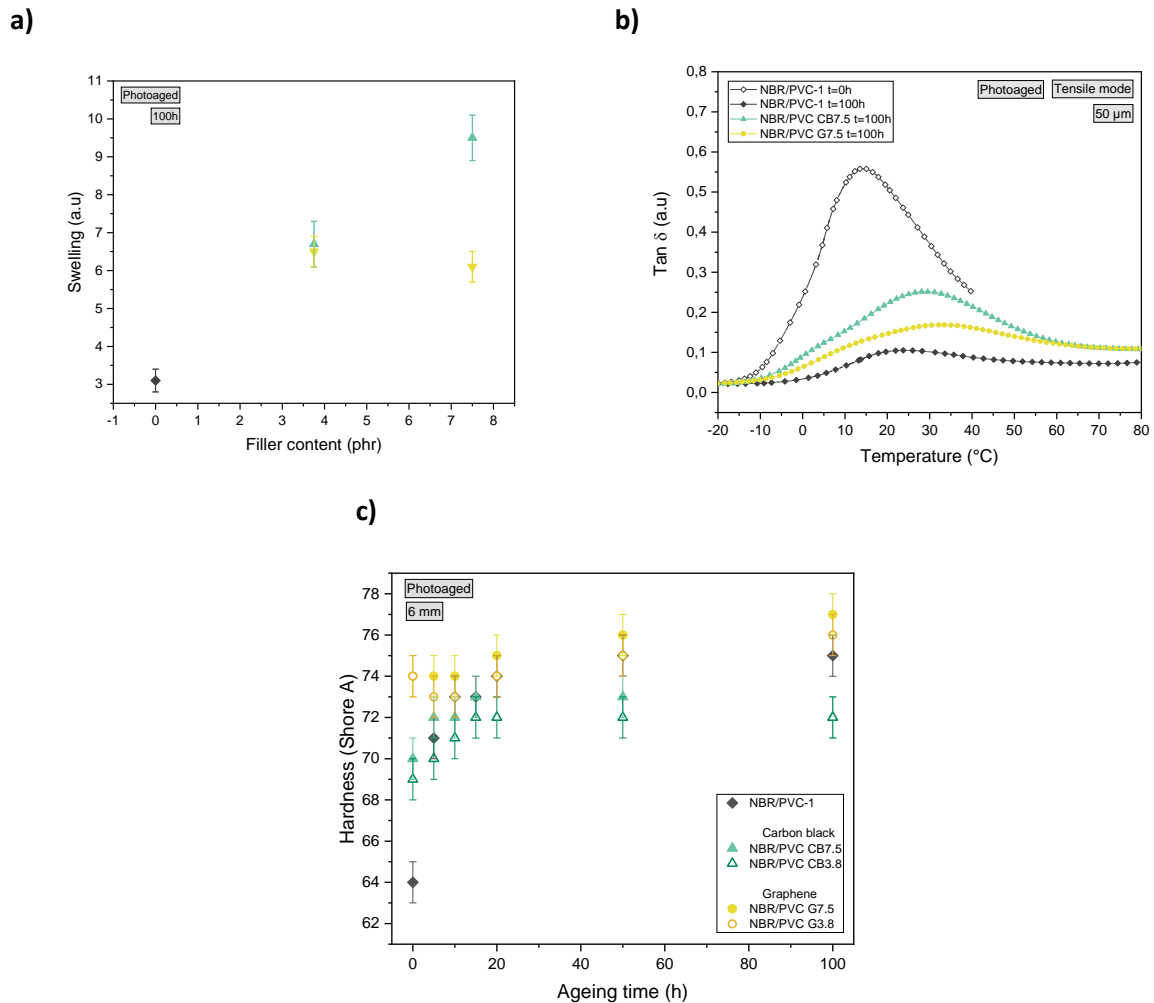 a)
Photoaged
100h
11
10
9
8
7
6
5
4
3
2
Swelling (a.u)
-1 0 1 2 3 4 5 6 7 8
Filler content (phr)
b)
NBR/PVC-1 t=0h
NBR/PVC-1 t=100h
NBR/PVC CB7.5 t=100h
NBR/PVC G7.5 t=100h
Photoaged
Tensile mode
50 µm
0,8
0,7
0,6
0,5
0,4
0,3
0,2
0,1
0,0
Tan δ (a.u)
-20 -10 0 10 20 30 40 50 60 70 80
Temperature (°C)
c)
Photoaged
6 mm
78
76
74
72
70
68
66
64
62
Hardness (Shore A)
NBR/PVC-1
Carbon black
NBR/PVC CB7.5
NBR/PVC CB3.8
Graphene
NBR/PVC G7.5
NBR/PVC G3.8
0 20 40 60 80 100
Ageing time (h)